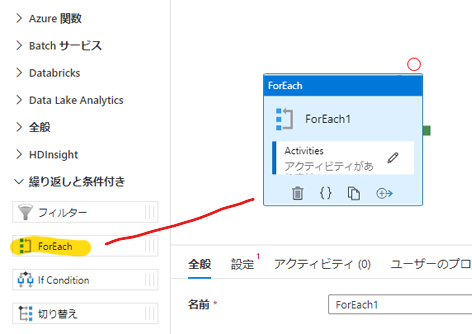 Azure 関数
Batch サービス
Databricks
Data Lake Analytics
全般
HDInsight
繰り返しと条件付き
フィルター
ForEach
If Condition
切り替え
ForEach
ForEach1
Activities
アクティビティがあ
全般 設定 1 アクティビティ (0) ユーザーのプロ
名前 * ForEach1